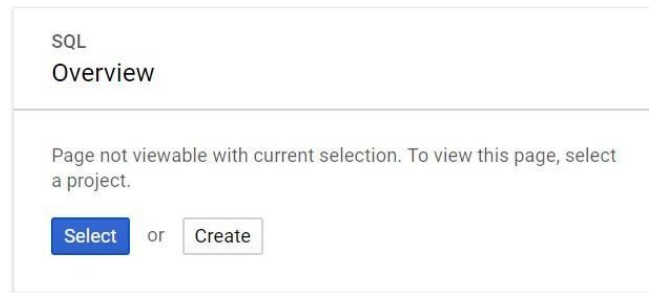 SQL
Overview
Page not viewable with current selection. To view this page, select
a project.
Select or Create